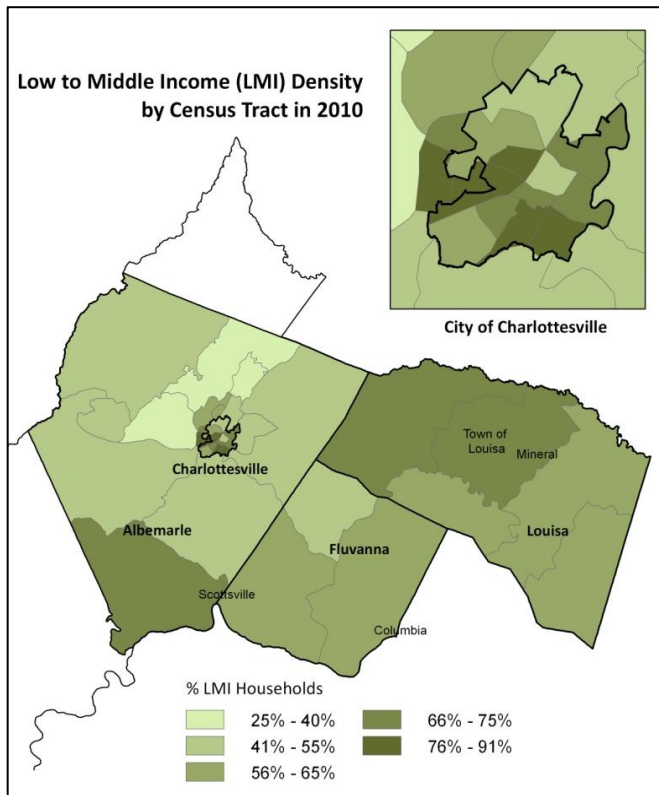 Low to Middle Income (LMI) Density
by Census Tract in 2010
City of Charlottesville
Town of
Louisa
Mineral
Charlottesville
Albemarle
Louisa
Fluvanna
Scottsville
Columbia
% LMI Households
25% - 40%
66% - 75%
41% - 55%
76% - 91%
56% - 65%